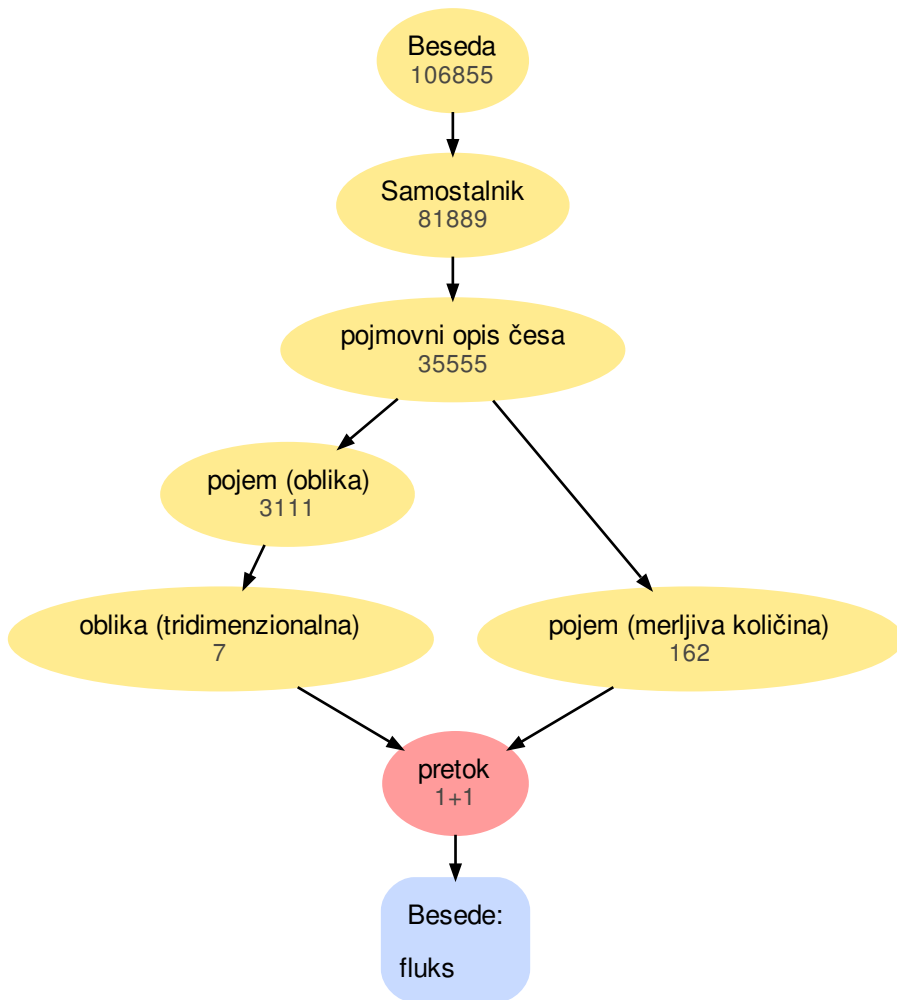 Beseda
106855
Samostalnik
81889
pojmovni opis česa
35555
pojem (oblika)
3111
oblika (tridimenzionalna)
7
pojem (merljiva količina)
162
pretok
1+1
Besede:
fluks